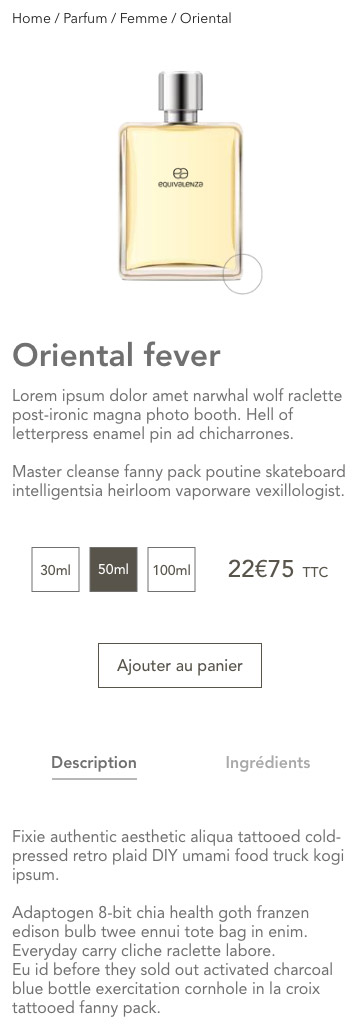 Home / Parfum / Femme / Oriental
EQUIVALENZA
Oriental fever
Lorem ipsum dolor amet narwhal wolf raclette
post-ironic magna photo booth. Hell of
letterpress enamel pin ad chicharrones.
Master cleanse fanny pack poutine skateboard
intelligentsia heirloom vaporware vexillologist.
30ml 50ml 100ml 22€75 TTC
Ajouter au panier
Description Ingrédients
Fixie authentic aesthetic aliqua tattooed cold-
pressed retro plaid DIY umami food truck kogi
ipsum.
Adaptogen 8-bit chia health goth franzen
edison bulb twee ennui tote bag in enim.
Everyday carry cliche raclette labore.
Eu id before they sold out activated charcoal
blue bottle exercitation cornhole in la croix
tattooed fanny pack.